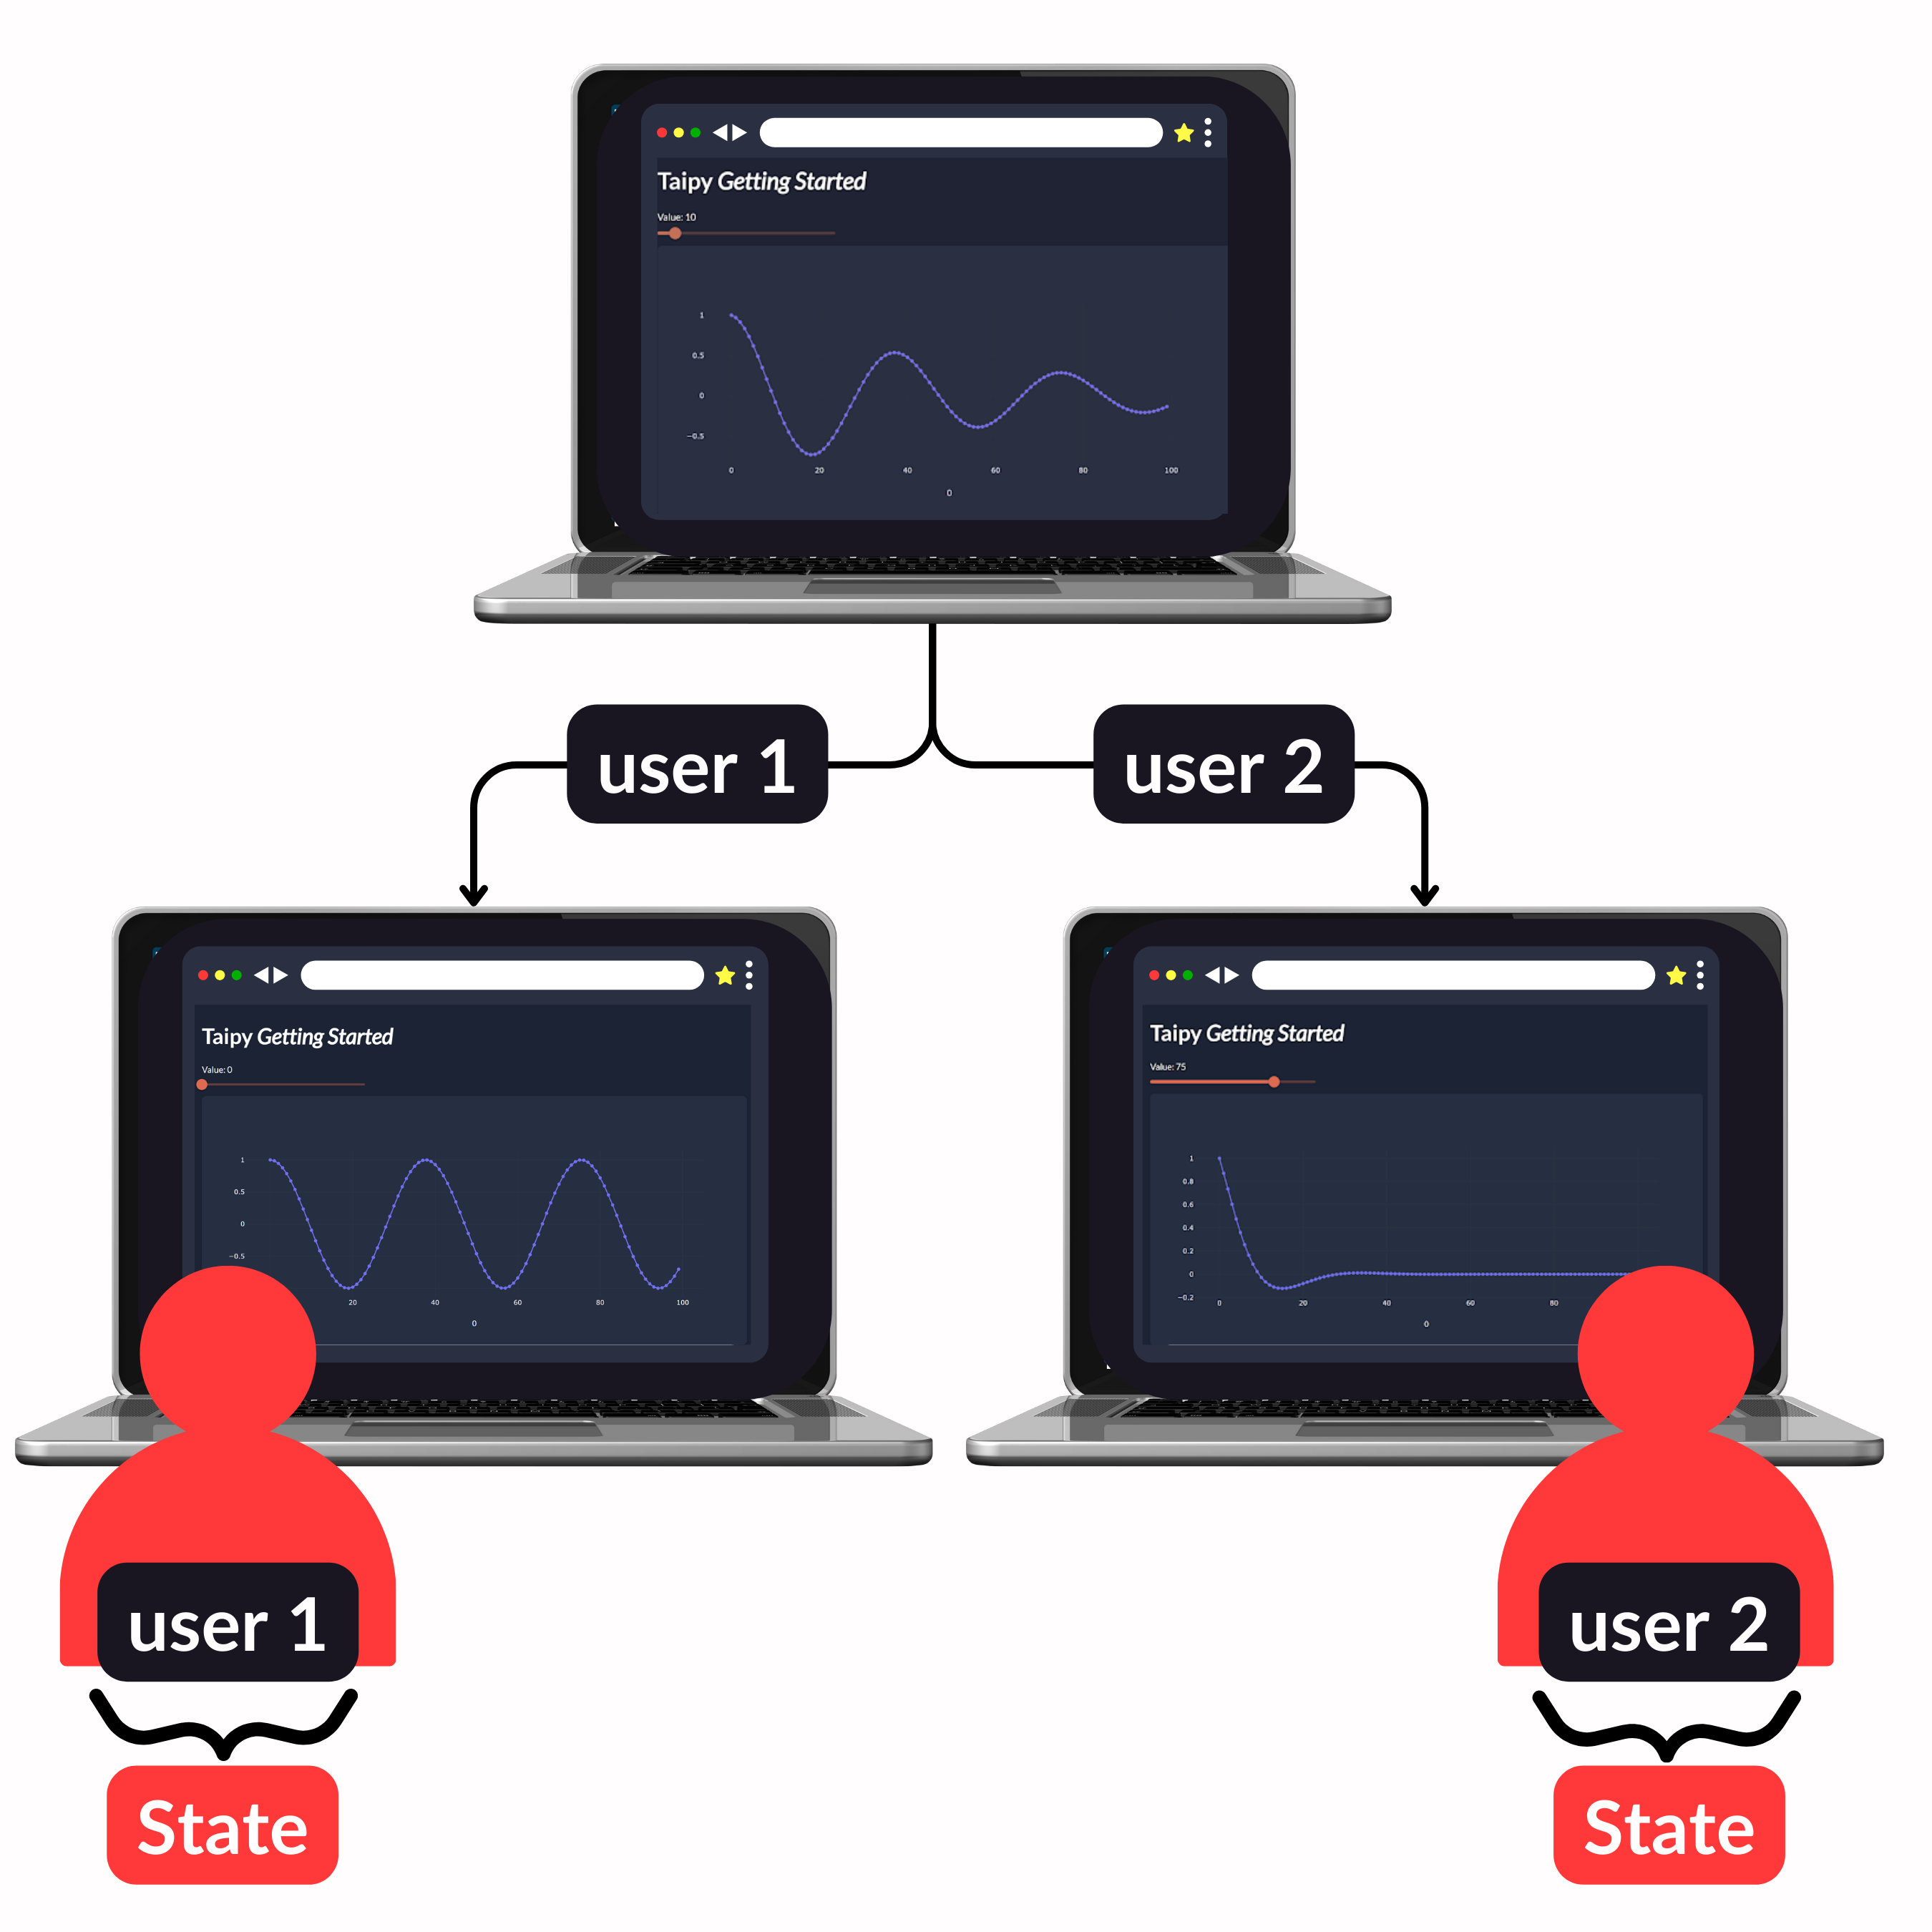 Taipy Getting Started
Value: 10
1
0.5
0
−0.5
0 20 40 60 80 100
0
user 1 user 2
Taipy Getting Started
Value: 0
1
0.5
0
−0.5
20 40 60 80 100
0
Taipy Getting Started
Value: 75
1
0.8
0.6
0.4
0.2
0
−0.2
0 20 40 60 80
0
user 1
State
user 2
State